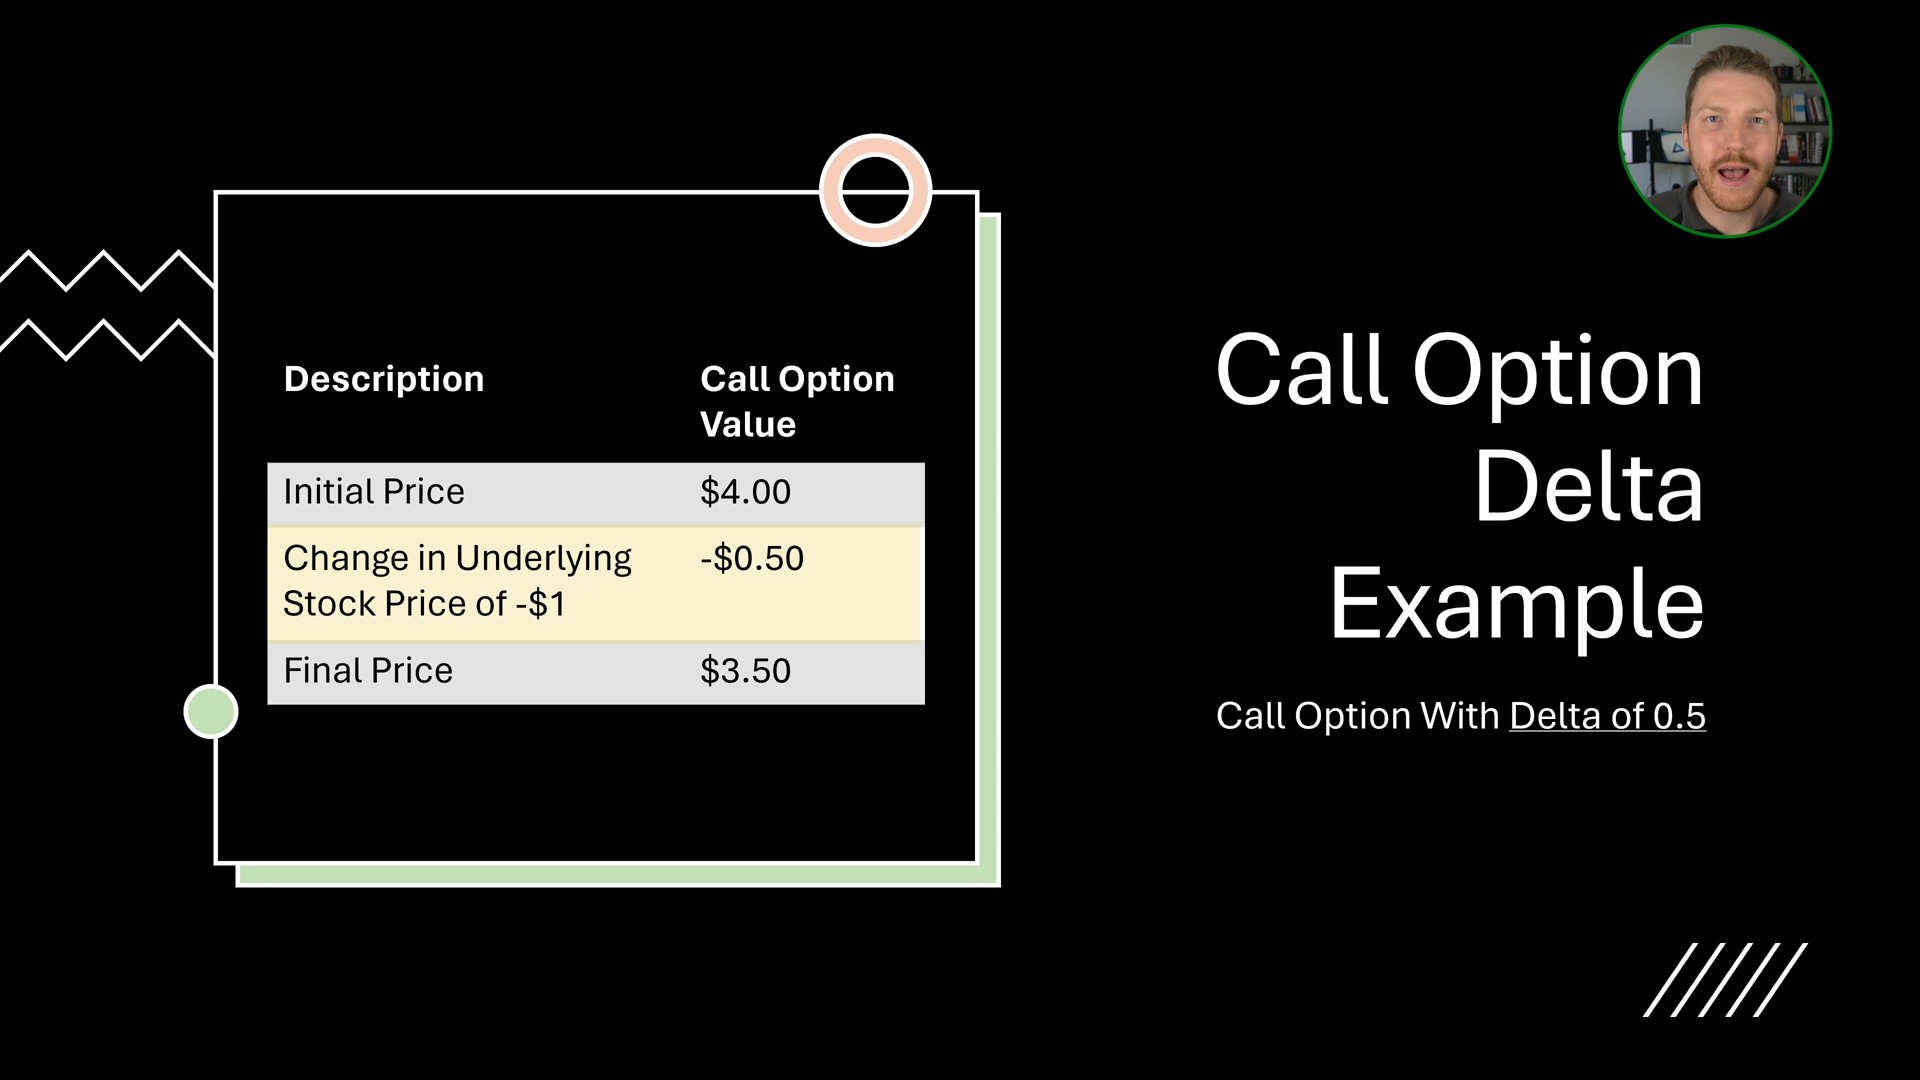 Description
Call Option
Value
Initial Price
$4.00
Change in Underlying
Stock Price of -$1
-$0.50
Final Price
$3.50
Call Option
Delta
Example
Call Option With Delta of 0.5